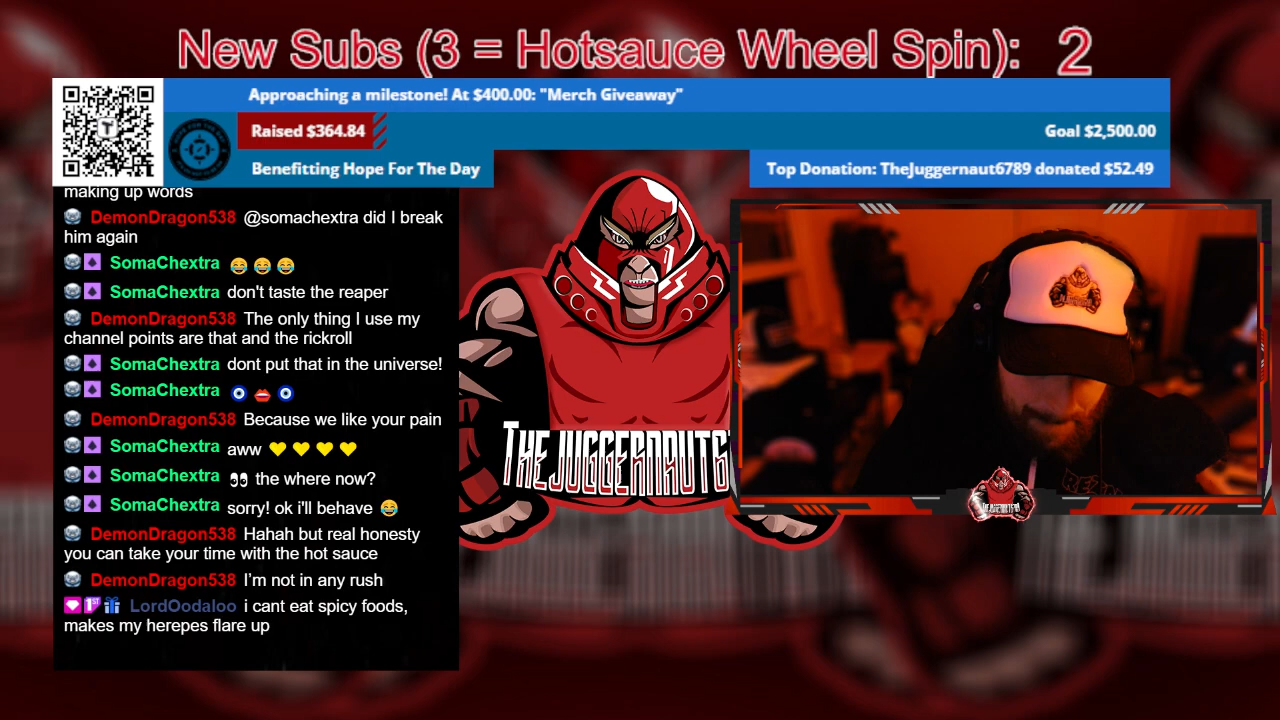 New Subs (3 = Hotsauce Wheel Spin): 2
Approaching a milestone! At $400.00: "Merch Giveaway"
Raised $364.84
Goal $2,500.00
Benefitting Hope For The Day
Top Donation: TheJuggernaut6789 donated $52.49
making up words
DemonDragon538 @somachextra did I break
him again
SomaChextra 😂 😂 😂
SomaChextra don't taste the reaper
DemonDragon538 The only thing I use my
channel points are that and the rickroll
SomaChextra dont put that in the universe!
SomaChextra 🧿 👄 🧿
DemonDragon538 Because we like your pain
SomaChextra aww 💛 💛 💛 💛
SomaChextra 👀 the where now?
SomaChextra sorry! ok i'll behave 😂
DemonDragon538 Hahah but real honesty
you can take your time with the hot sauce
DemonDragon538 I'm not in any rush
1ST LordOodaloo i cant eat spicy foods,
makes my herepes flare up
THEJUGGERNAUT6